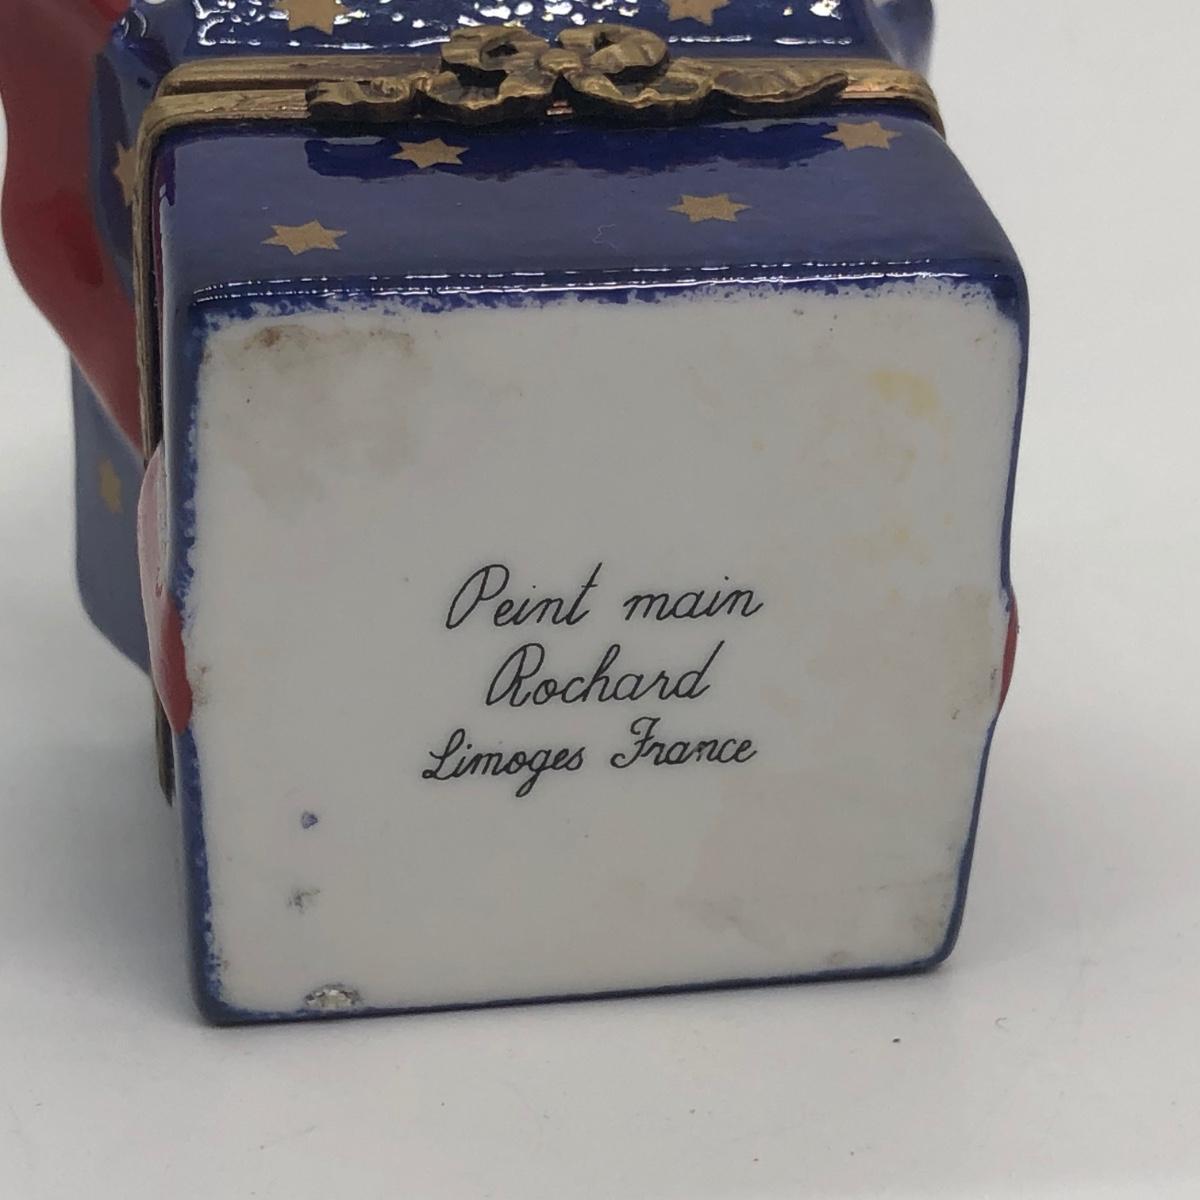 Peint main
Rochard
Limoges France